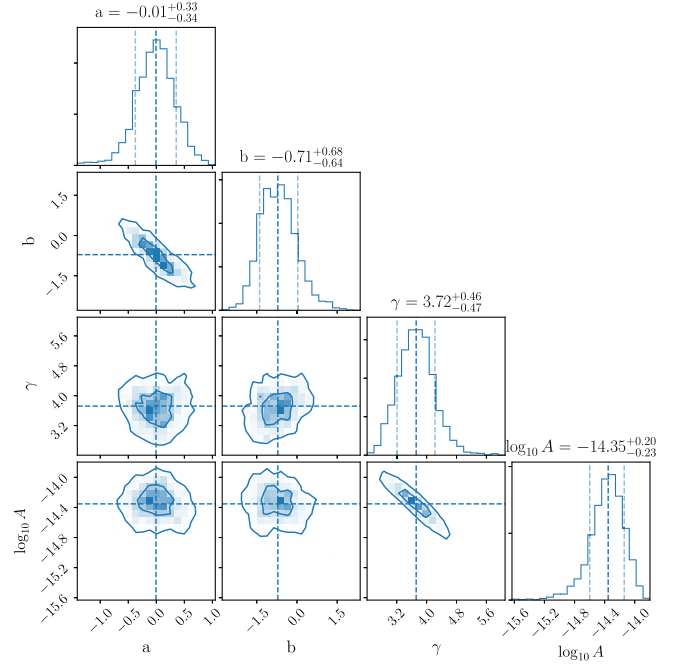 a = −0.01^{+0.33}_{−0.34}
b = −0.71^{+0.68}_{−0.64}
γ = 3.72^{+0.46}_{−0.47}
log₁₀ A = −14.35^{+0.20}_{−0.23}
b
1.5
0.0
−1.5
γ
5.6
4.8
4.0
3.2
log₁₀ A
−14.0
−14.4
−14.8
−15.2
−15.6
−1.0 −0.5 0.0 0.5 1.0
a
−1.5 0.0 1.5
b
3.2 4.0 4.8 5.6
γ
−15.6 −15.2 −14.8 −14.4 −14.0
log₁₀ A